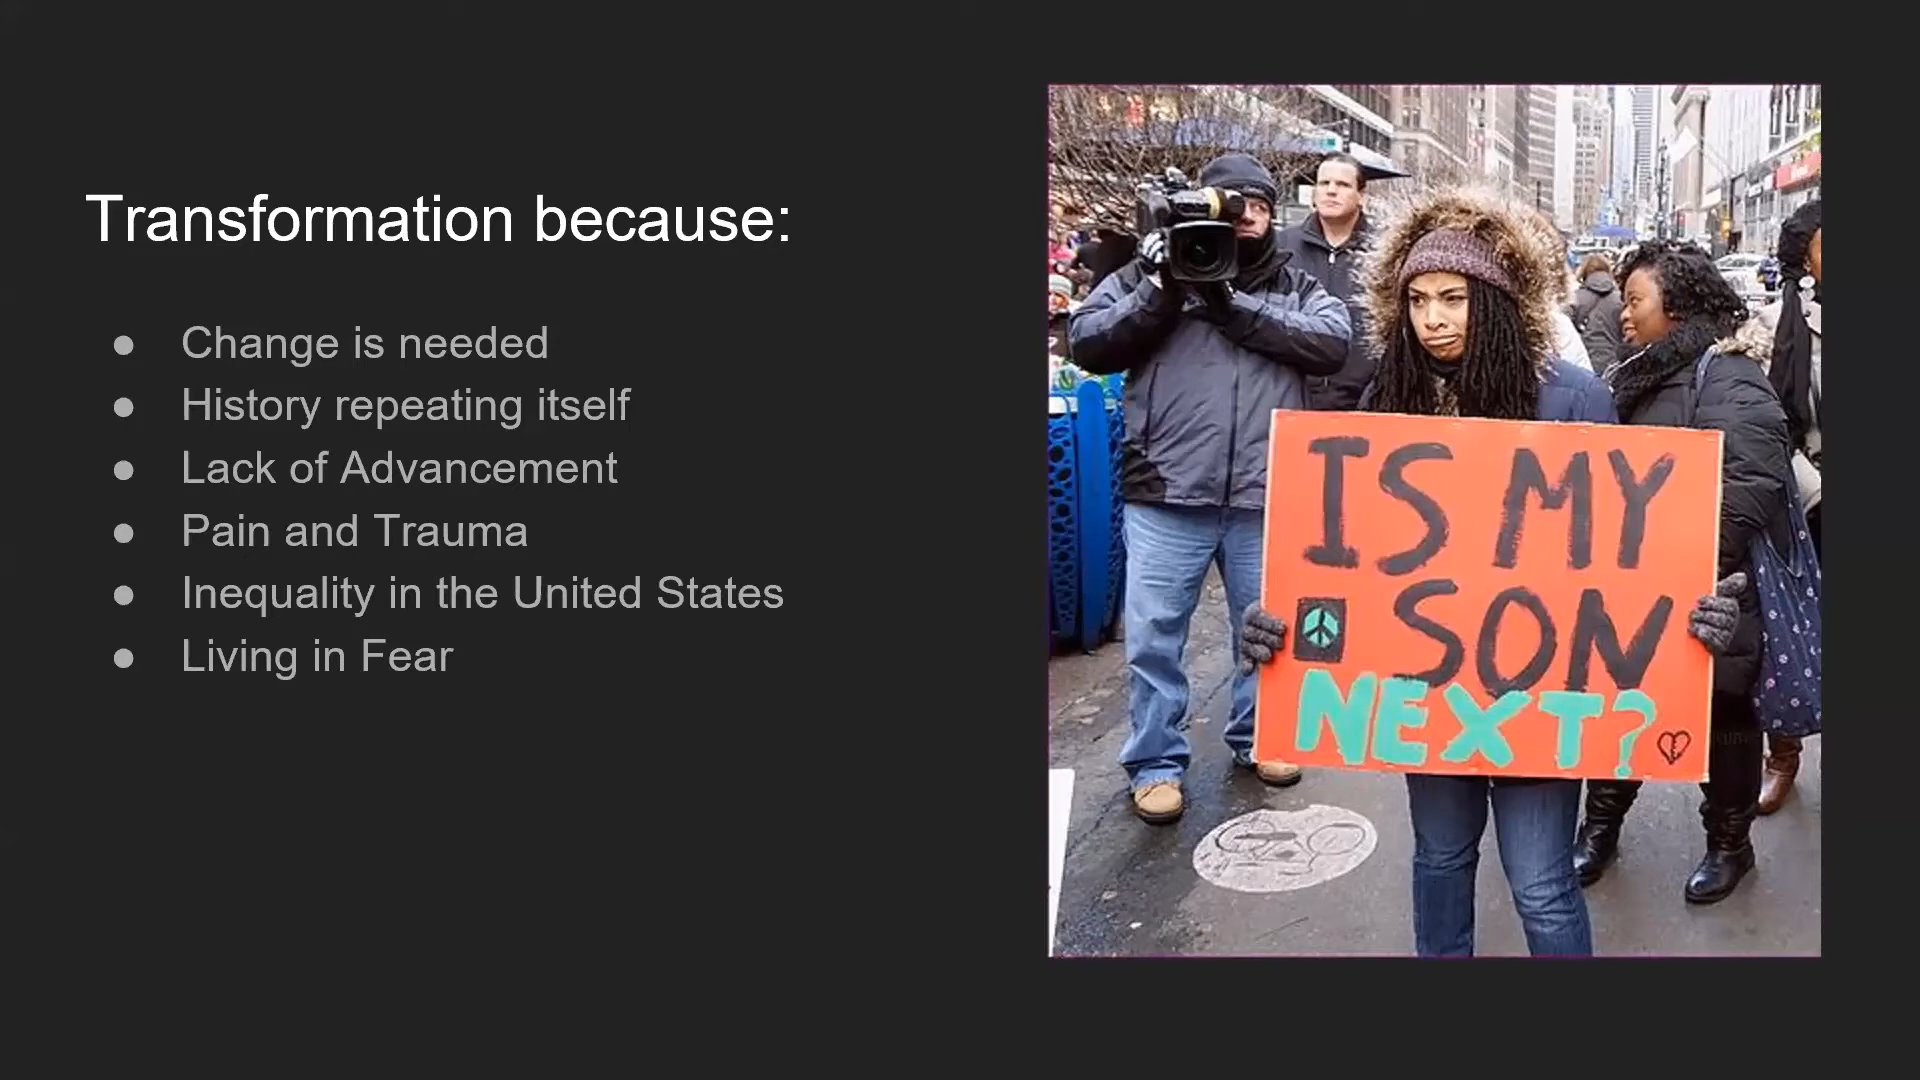 Transformation because:
● Change is needed
● History repeating itself
● Lack of Advancement
● Pain and Trauma
● Inequality in the United States
● Living in Fear
IS MY
SON
NEXT?